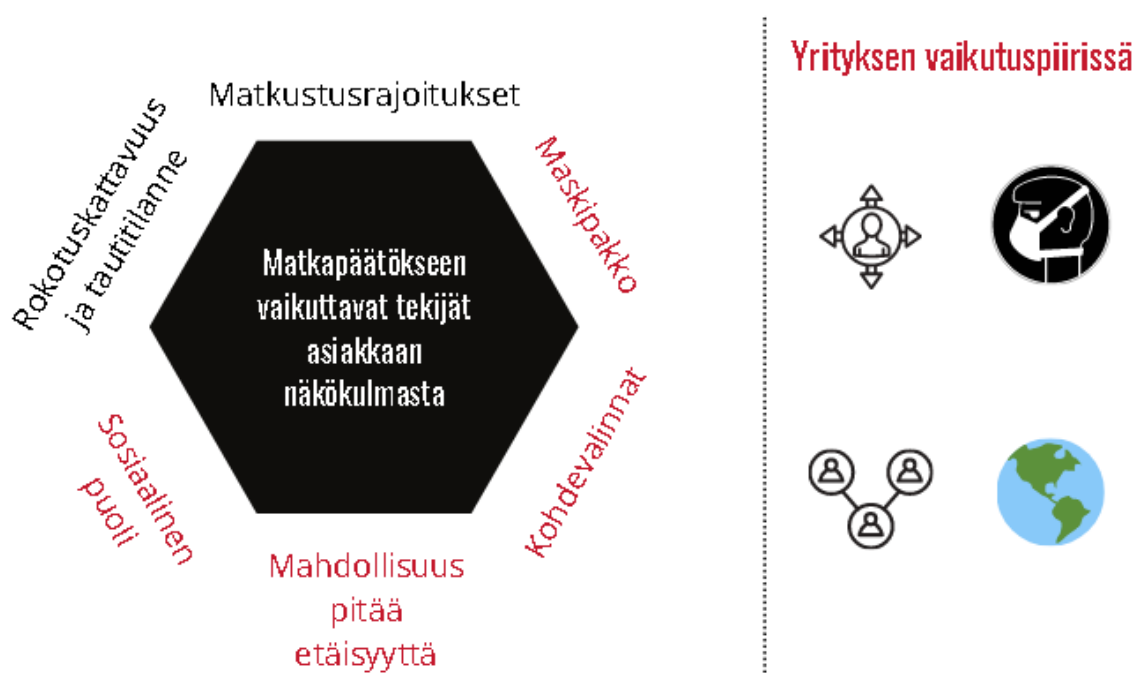 Yrityksen vaikutuspiirissä
Matkustusrajoitukset
Rokotuskattavuus
ja tautitilanne
Maskipakko
Matkapäätökseen
vaikuttavat tekijät
asiakkaan
näkökulmasta
Kohdevalinnat
Sosiaalinen
puoli
Mahdollisuus
pitää
etäisyyttä